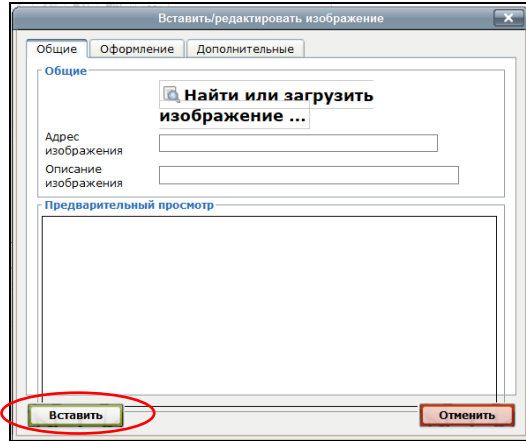 Вставить/редактировать изображение
Общие Оформление Дополнительные
Общие
Найти или загрузить
изображение ...
Адрес
изображения
Описание
изображения
Предварительный просмотр
Вставить Отменить